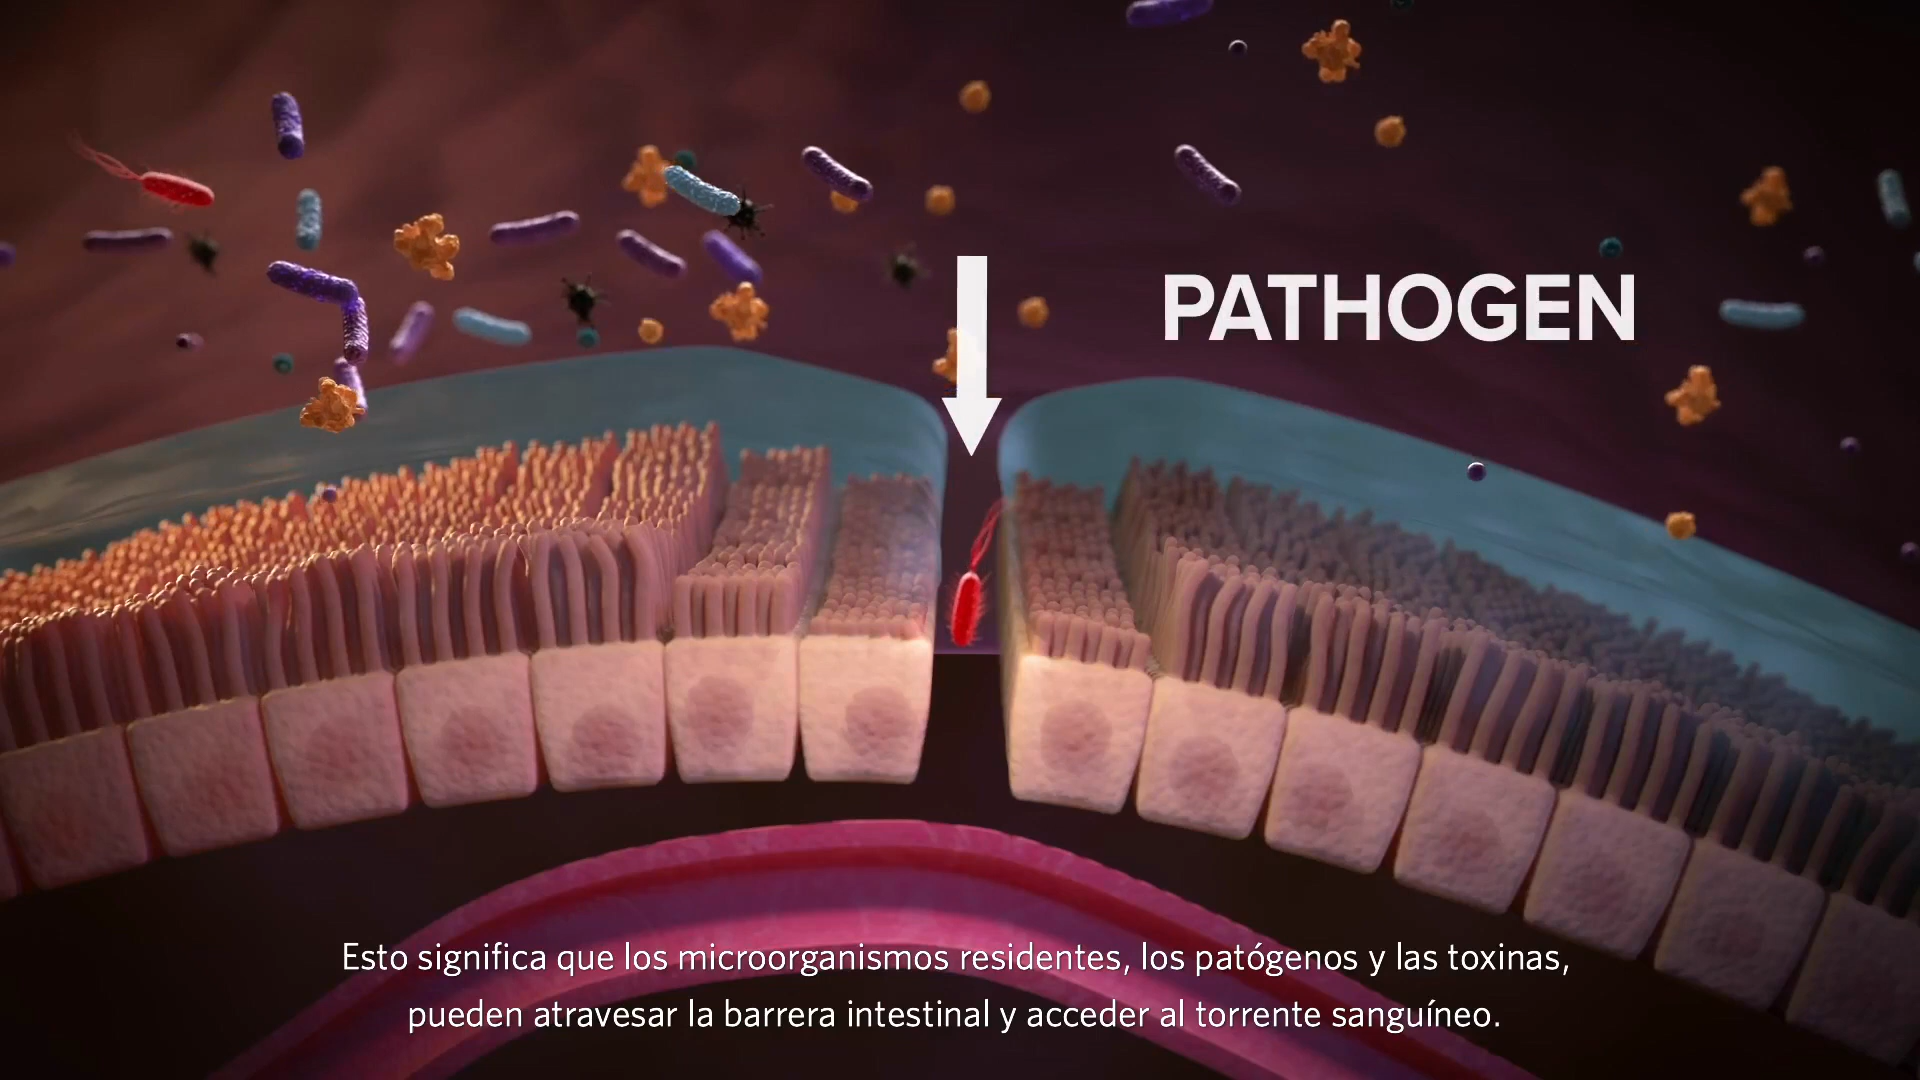 PATHOGEN
Esto significa que los microorganismos residentes, los patógenos y las toxinas,
pueden atravesar la barrera intestinal y acceder al torrente sanguíneo.